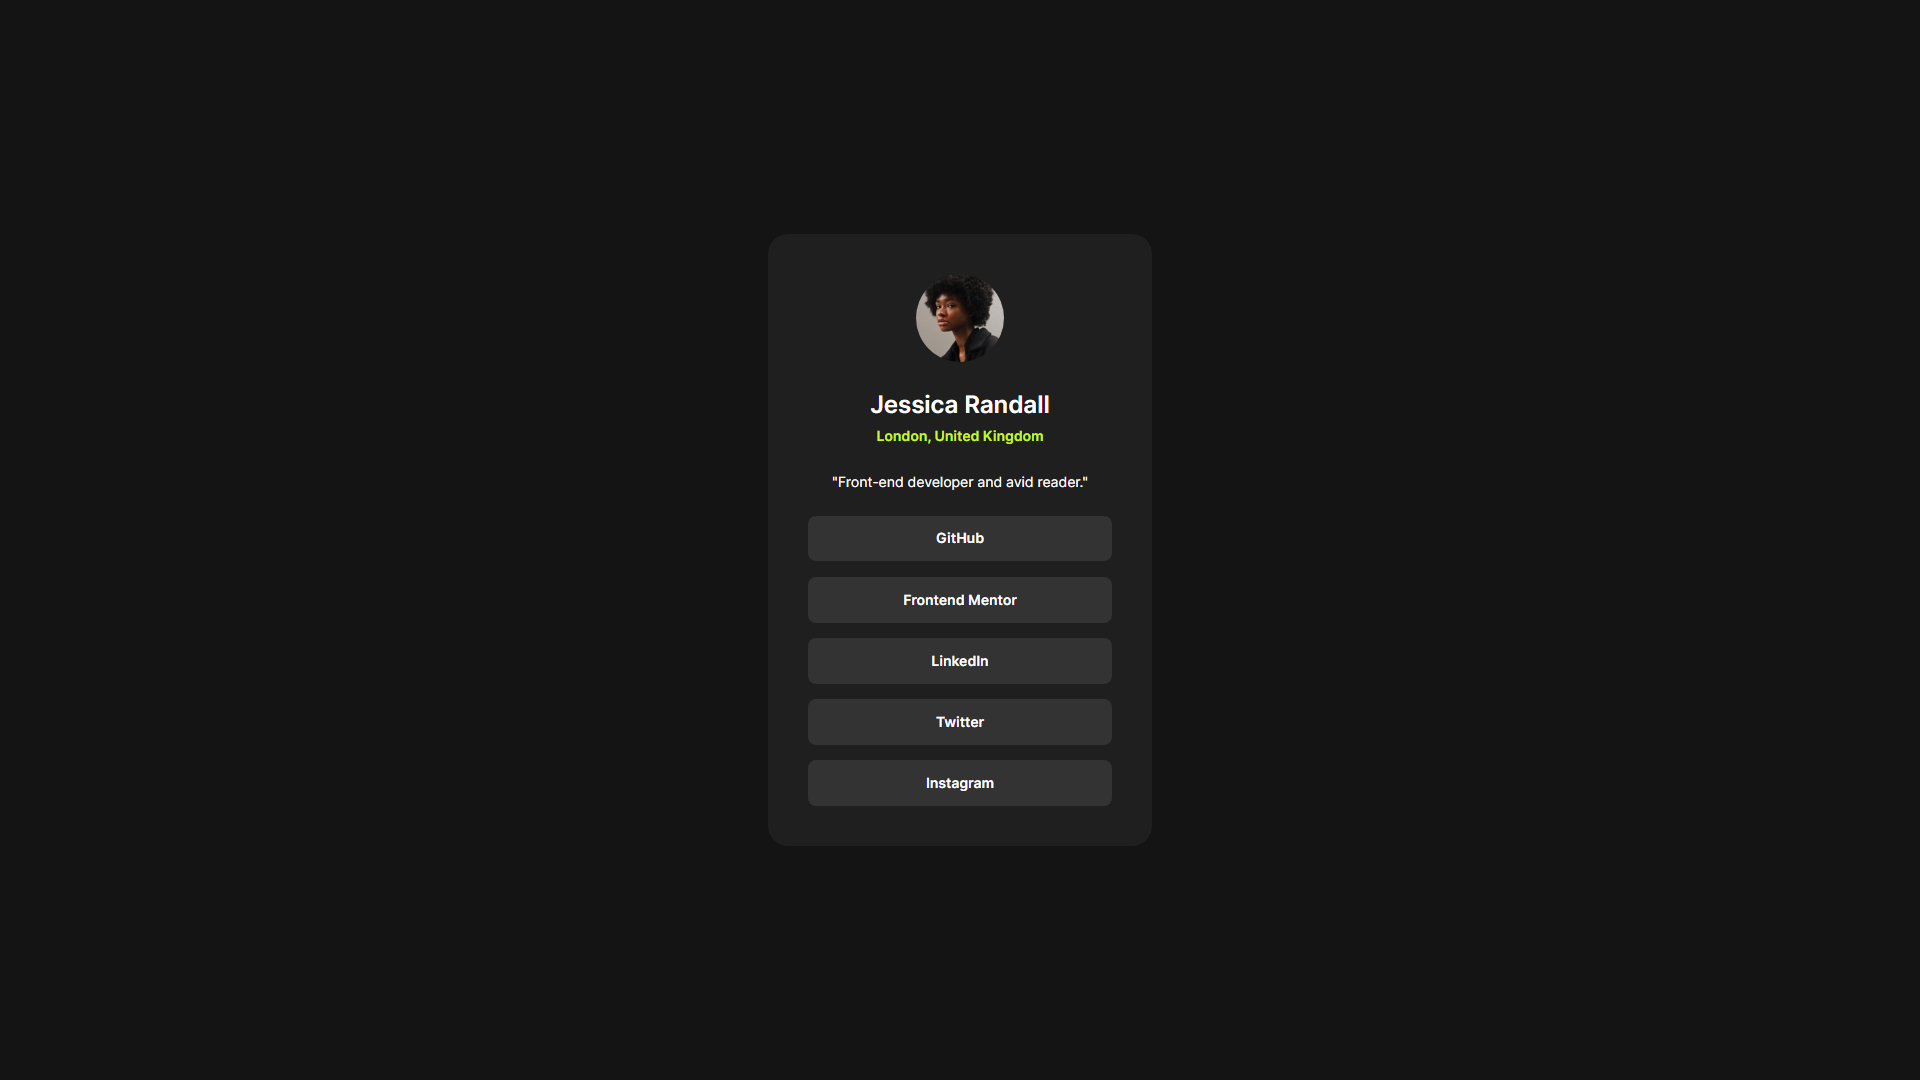 Jessica Randall
London, United Kingdom
"Front-end developer and avid reader."
GitHub
Frontend Mentor
LinkedIn
Twitter
Instagram